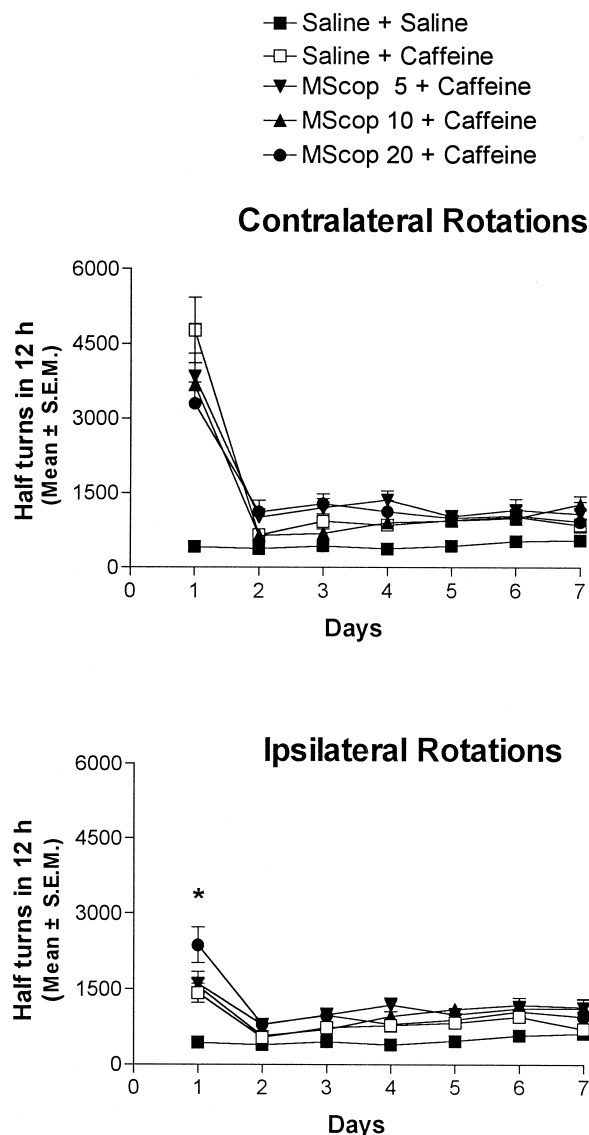 Saline + Saline
Saline + Caffeine
MScop 5 + Caffeine
MScop 10 + Caffeine
MScop 20 + Caffeine
Contralateral Rotations
6000
4500
3000
1500
0
Half turns in 12 h
(Mean ± S.E.M.)
0 1 2 3 4 5 6 7
Days
Ipsilateral Rotations
6000
4500
3000
1500
0
Half turns in 12 h
(Mean ± S.E.M.)
*
0 1 2 3 4 5 6 7
Days